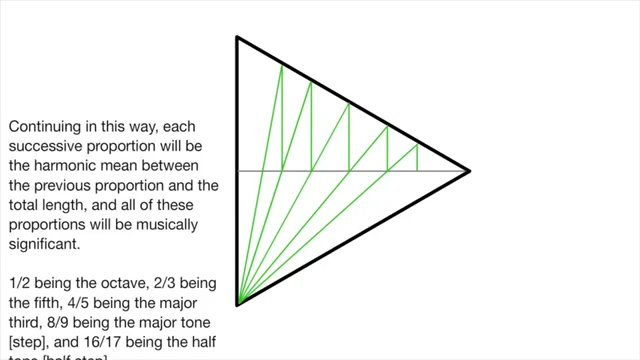 Continuing in this way, each
successive proportion will be
the harmonic mean between
the previous proportion and the
total length, and all of these
proportions will be musically
significant.
1/2 being the octave, 2/3 being
the fifth, 4/5 being the major
third, 8/9 being the major tone
[step], and 16/17 being the half
tone [half step]